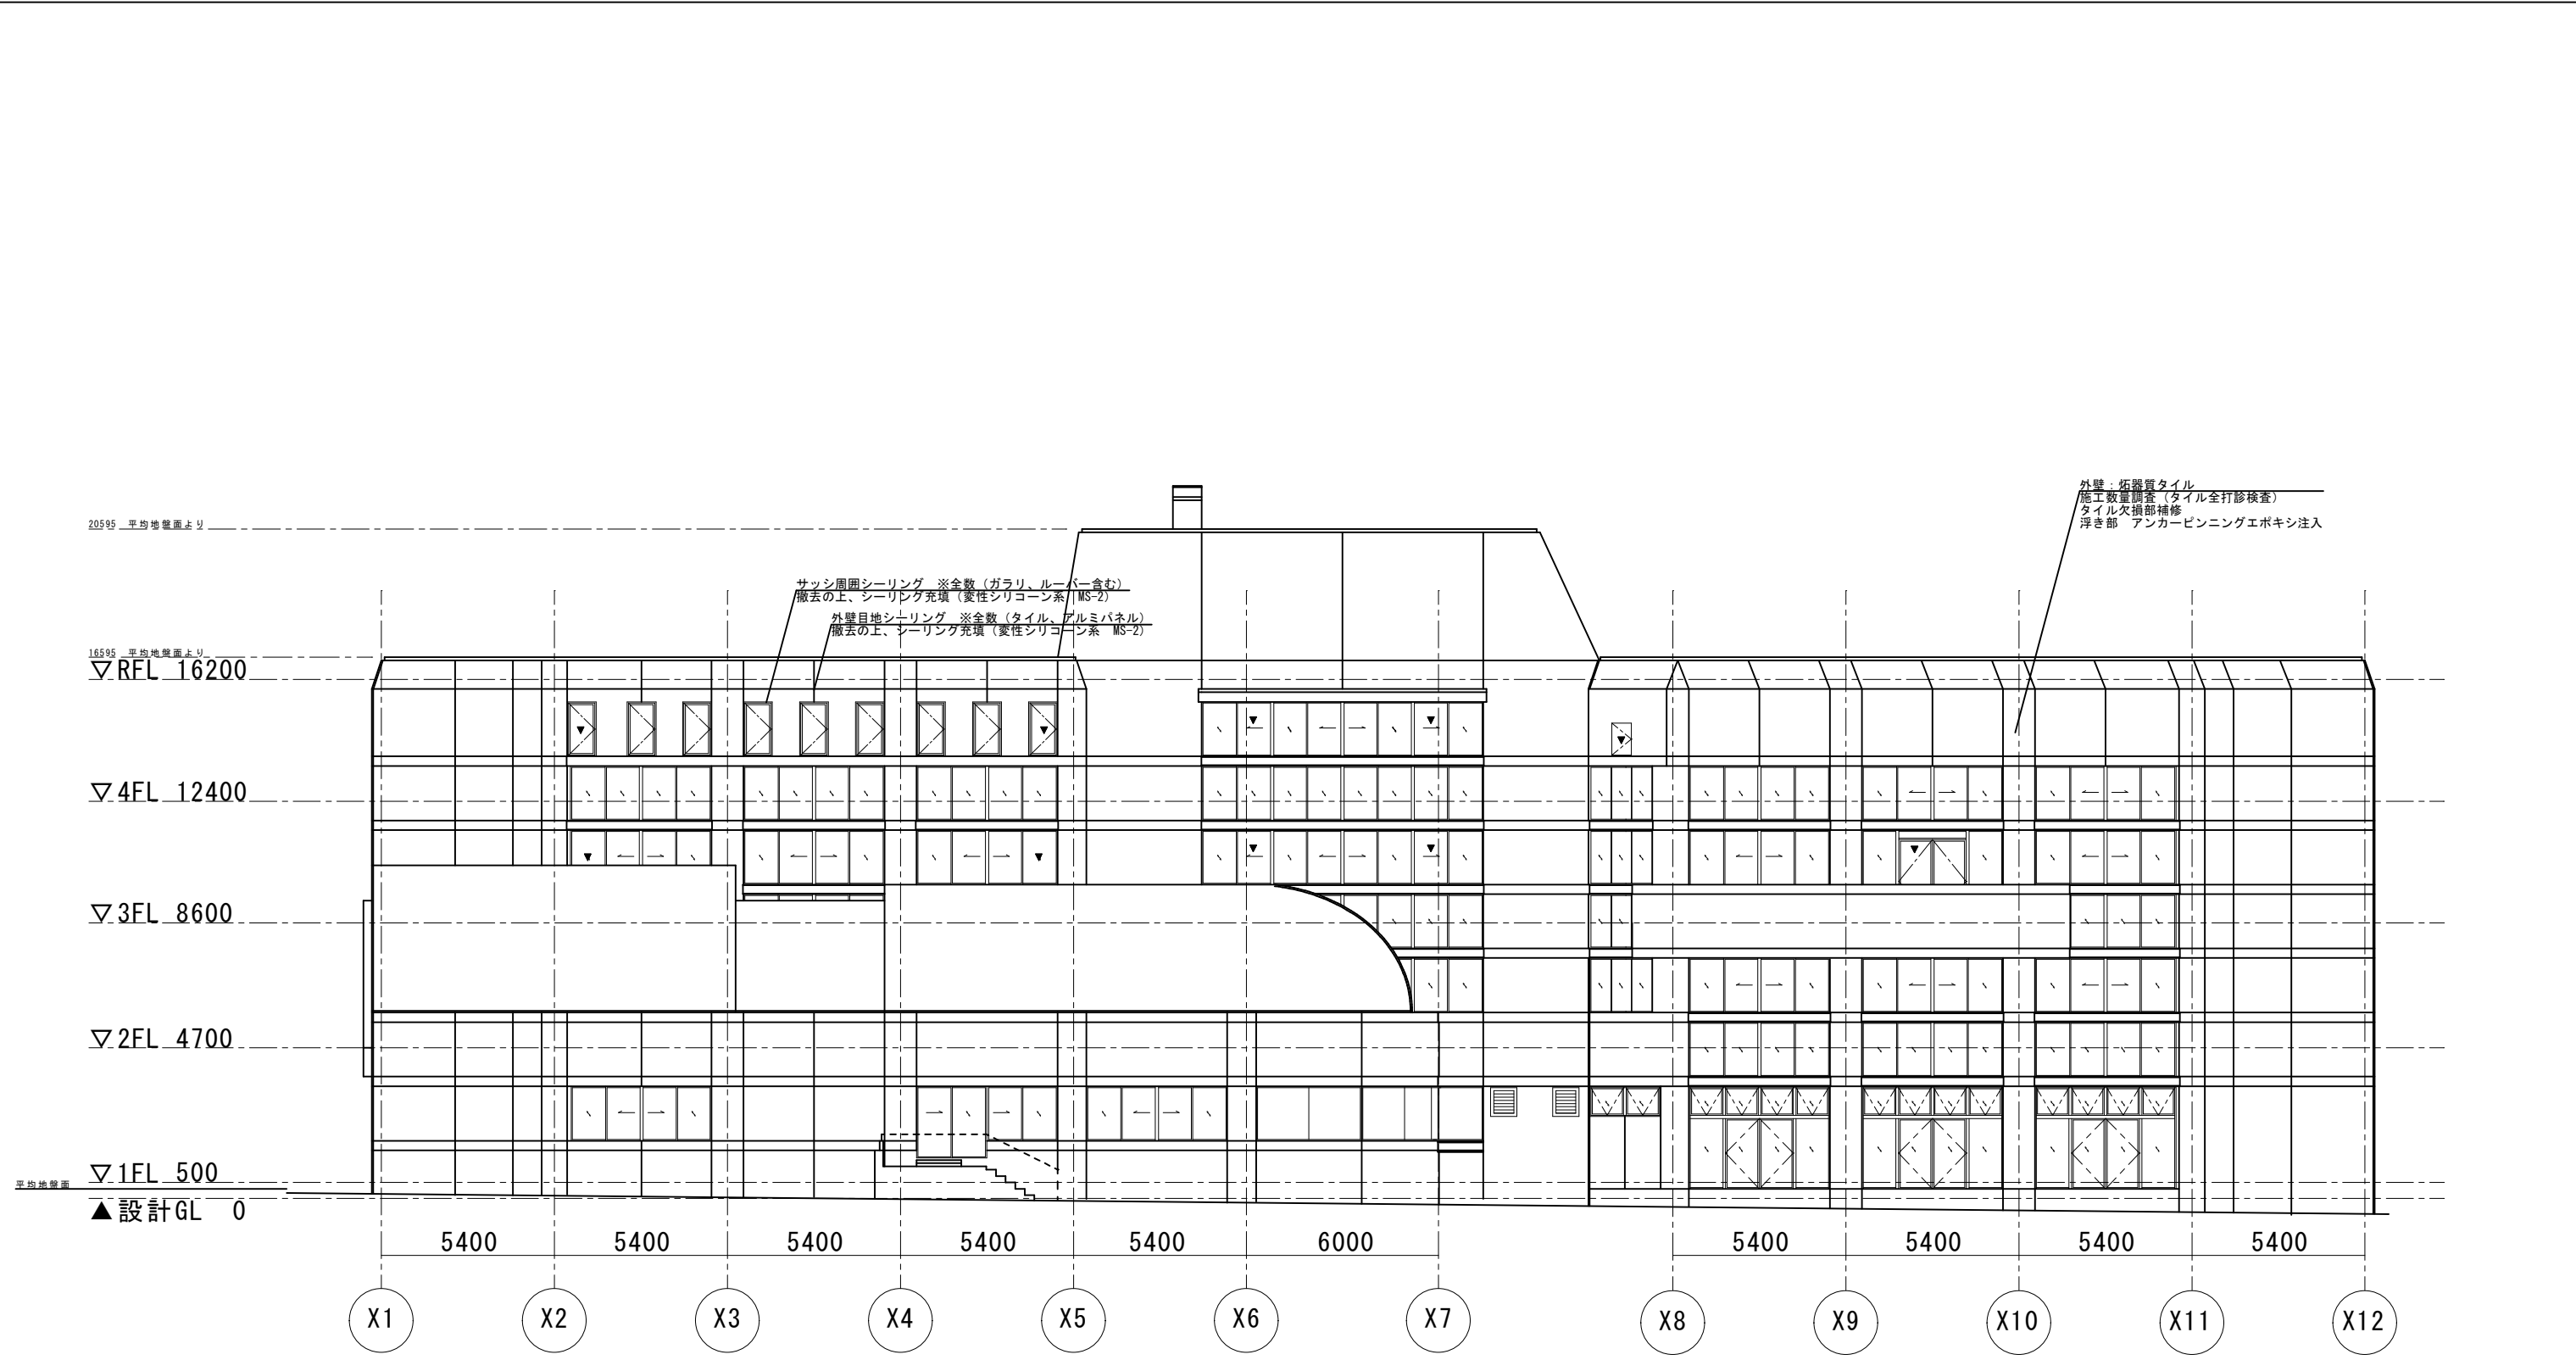 外壁：炻器質タイル
施工数量調査（タイル全打診検査）
タイル欠損部補修
浮き部　アンカーピンニングエポキシ注入
20595　平均地盤面より
サッシ周囲シーリング　※全数（ガラリ、ルーバー含む）
撤去の上、シーリング充填（変性シリコーン系　MS-2）
外壁目地シーリング　※全数（タイル、アルミパネル）
撤去の上、シーリング充填（変性シリコーン系　MS-2）
16595　平均地盤面より
▽RFL 16200
▽4FL 12400
▽3FL 8600
▽2FL 4700
▽1FL 500
平均地盤面
▲設計GL　0
5400 5400 5400 5400 5400 6000 5400 5400 5400 5400
X1 X2 X3 X4 X5 X6 X7 X8 X9 X10 X11 X12